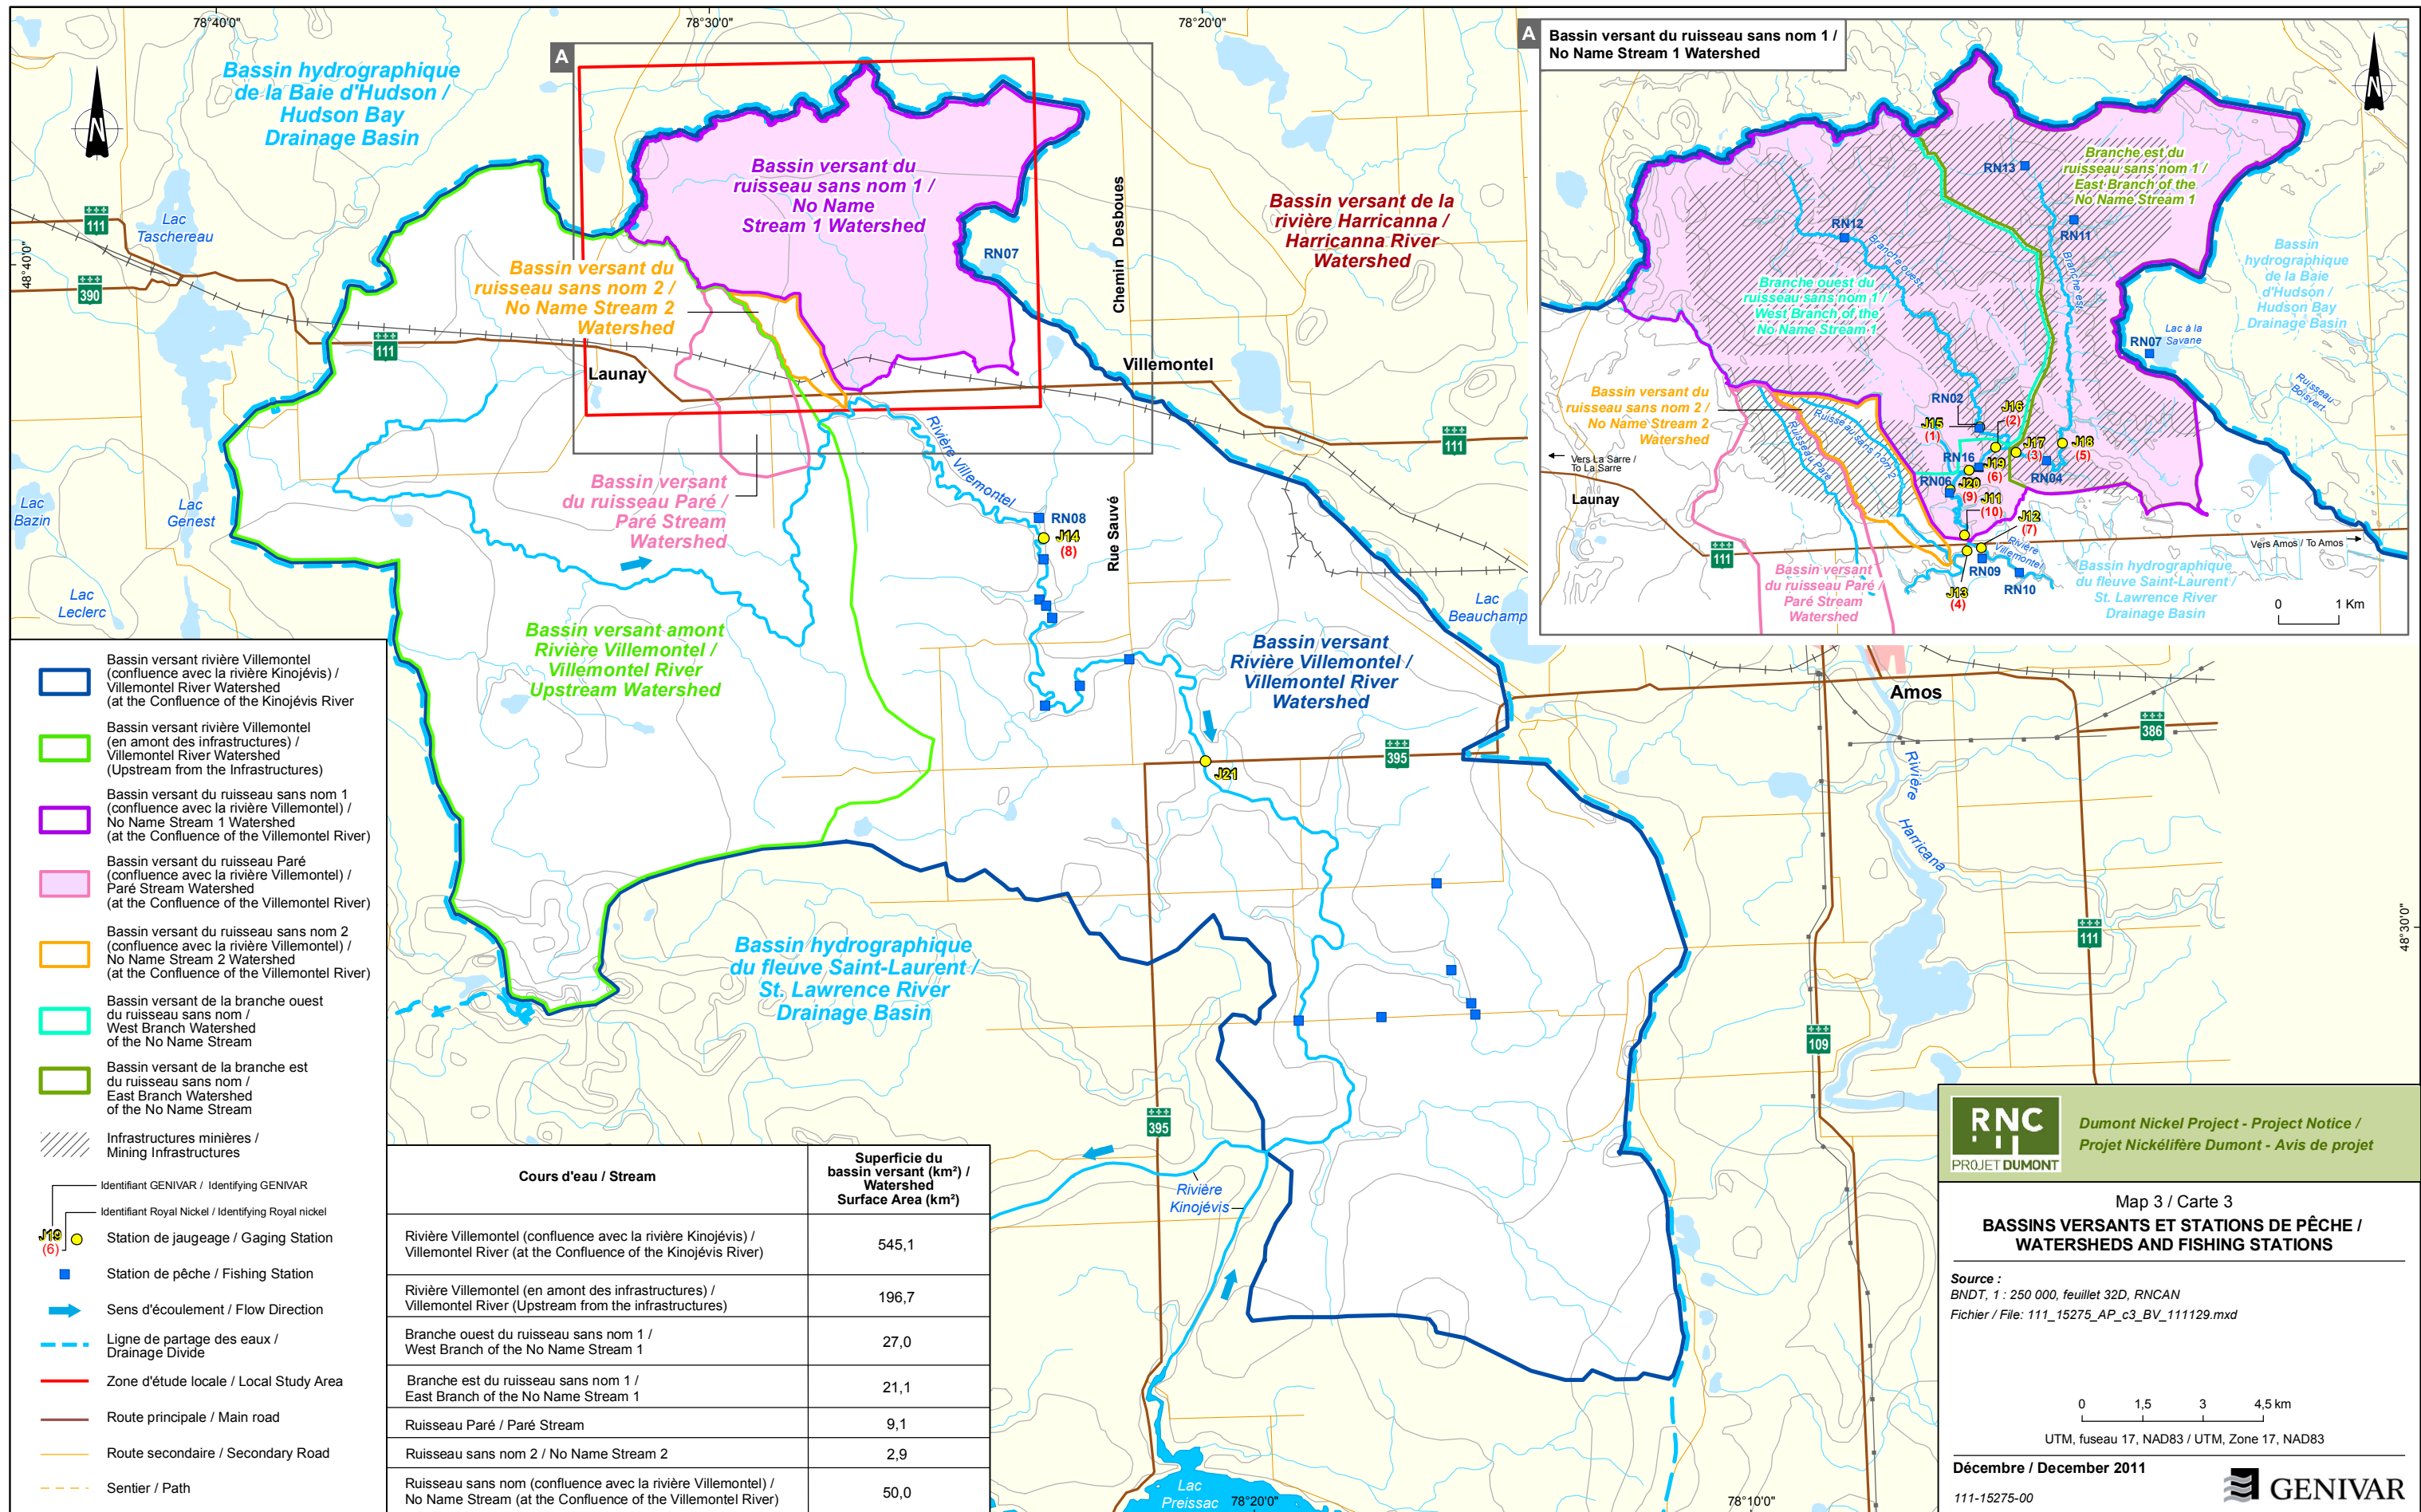 78°40'0"
78°30'0"
78°20'0"
48°40'0"
Bassin hydrographique
de la Baie d'Hudson /
Hudson Bay
Drainage Basin
N
A
Bassin versant du
ruisseau sans nom 1 /
No Name
Stream 1 Watershed
Bassin versant du
ruisseau sans nom 2 /
No Name Stream 2
Watershed
Bassin versant
du ruisseau Paré /
Paré Stream
Watershed
Bassin versant de la
rivière Harricanna /
Harricanna River
Watershed
Chemin Desboues
RN07
Villemontel
Launay
Lac
Taschereau
111
390
111
111
Lac
Bazin
Lac
Genest
Lac
Leclerc
Rivière Villemontel
RN08
J14
(8)
Rue Sauvé
Lac
Beauchamp
Bassin versant amont
Rivière Villemontel /
Villemontel River
Upstream Watershed
Bassin versant
Rivière Villemontel /
Villemontel River
Watershed
J21
395
Bassin hydrographique
du fleuve Saint-Laurent /
St. Lawrence River
Drainage Basin
395
Rivière
Kinojévis
Lac
Preissac
78°20'0"
78°10'0"
Amos
Rivière Harricana
386
111
109
48°30'0"
A
Bassin versant du ruisseau sans nom 1 /
No Name Stream 1 Watershed
N
RN13
Branche est du
ruisseau sans nom 1 /
East Branch of the
No Name Stream 1
RN12
RN11
Branche ouest
Branche est
Branche ouest du
ruisseau sans nom 1 /
West Branch of the
No Name Stream 1
Bassin
hydrographique
de la Baie
d'Hudson /
Hudson Bay
Drainage Basin
Lac à la
Savane
RN07
Ruisseau
Boisvert
Bassin versant du
ruisseau sans nom 2 /
No Name Stream 2
Watershed
Ruisseau sans nom 2
Ruisseau Paré
RN02
J15
(1)
J16
(2)
J17
(3)
J18
(5)
RN16
J19
(6)
RN04
RN06
J20
(9)
J11
(10)
J12
(7)
Vers La Sarre /
To La Sarre
Launay
111
Vers Amos / To Amos
Rivière
Villemontel
RN09
RN10
J13
(4)
Bassin versant
du ruisseau Paré /
Paré Stream
Watershed
Bassin hydrographique
du fleuve Saint-Laurent /
St. Lawrence River
Drainage Basin
0 1 Km
Bassin versant rivière Villemontel
(confluence avec la rivière Kinojévis) /
Villemontel River Watershed
(at the Confluence of the Kinojévis River
Bassin versant rivière Villemontel
(en amont des infrastructures) /
Villemontel River Watershed
(Upstream from the Infrastructures)
Bassin versant du ruisseau sans nom 1
(confluence avec la rivière Villemontel) /
No Name Stream 1 Watershed
(at the Confluence of the Villemontel River)
Bassin versant du ruisseau Paré
(confluence avec la rivière Villemontel) /
Paré Stream Watershed
(at the Confluence of the Villemontel River)
Bassin versant du ruisseau sans nom 2
(confluence avec la rivière Villemontel) /
No Name Stream 2 Watershed
(at the Confluence of the Villemontel River)
Bassin versant de la branche ouest
du ruisseau sans nom /
West Branch Watershed
of the No Name Stream
Bassin versant de la branche est
du ruisseau sans nom /
East Branch Watershed
of the No Name Stream
Infrastructures minières /
Mining Infrastructures
Identifiant GENIVAR / Identifying GENIVAR
Identifiant Royal Nickel / Identifying Royal nickel
J19
(6)
Station de jaugeage / Gaging Station
Station de pêche / Fishing Station
Sens d'écoulement / Flow Direction
Ligne de partage des eaux /
Drainage Divide
Zone d'étude locale / Local Study Area
Route principale / Main road
Route secondaire / Secondary Road
Sentier / Path
Cours d'eau / Stream
Superficie du
bassin versant (km²) /
Watershed
Surface Area (km²)
Rivière Villemontel (confluence avec la rivière Kinojévis) /
Villemontel River (at the Confluence of the Kinojévis River)
545,1
Rivière Villemontel (en amont des infrastructures) /
Villemontel River (Upstream from the infrastructures)
196,7
Branche ouest du ruisseau sans nom 1 /
West Branch of the No Name Stream 1
27,0
Branche est du ruisseau sans nom 1 /
East Branch of the No Name Stream 1
21,1
Ruisseau Paré / Paré Stream
9,1
Ruisseau sans nom 2 / No Name Stream 2
2,9
Ruisseau sans nom (confluence avec la rivière Villemontel) /
No Name Stream (at the Confluence of the Villemontel River)
50,0
RNC
PROJET DUMONT
Dumont Nickel Project - Project Notice /
Projet Nickélifère Dumont - Avis de projet
Map 3 / Carte 3
BASSINS VERSANTS ET STATIONS DE PÊCHE /
WATERSHEDS AND FISHING STATIONS
Source :
BNDT, 1 : 250 000, feuillet 32D, RNCAN
Fichier / File: 111_15275_AP_c3_BV_111129.mxd
0 1,5 3 4,5 km
UTM, fuseau 17, NAD83 / UTM, Zone 17, NAD83
Décembre / December 2011
111-15275-00
GENIVAR